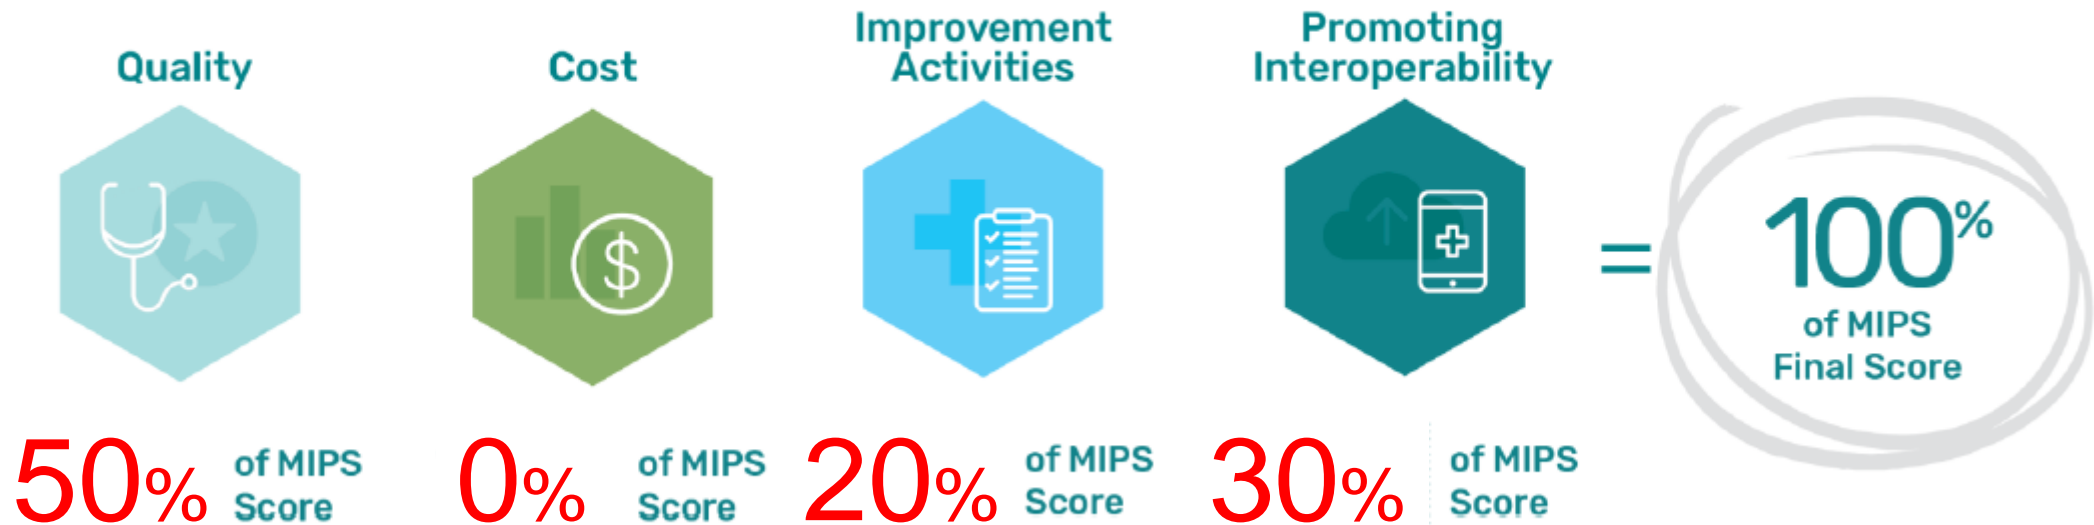 Quality
Cost
Improvement
Activities
Promoting
Interoperability
$
100%
of MIPS
Final Score
=
50% of MIPS
Score
0% of MIPS
Score
20% of MIPS
Score
30% of MIPS
Score